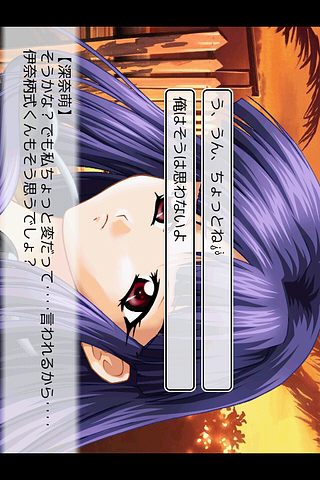 う、うん、ちょっとね;;
俺はそうは思わないよ
【深奈萌】
そうかな？でも私ちょっと変だって‥‥言われるから‥‥
伊奈柄式くんもそう思うでしょ？